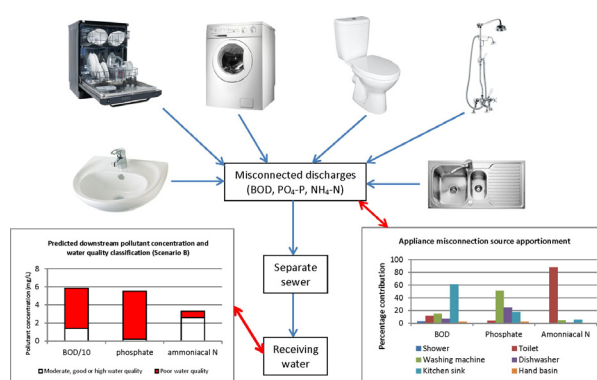 Misconnected discharges
(BOD, PO₄-P, NH₄-N)
Separate
sewer
Receiving
water
Predicted downstream pollutant concentration and
water quality classification (Scenario B)
Pollutant concentration (mg/L)
8
6
4
2
0
BOD/10 phosphate ammoniacal N
Moderate, good or high water quality Poor water quality
Appliance misconnection source apportionment
Percentage contribution
100
80
60
40
20
0
BOD Phosphate Amonniacal N
Shower Toilet
Washing machine Dishwasher
Kitchen sink Hand basin